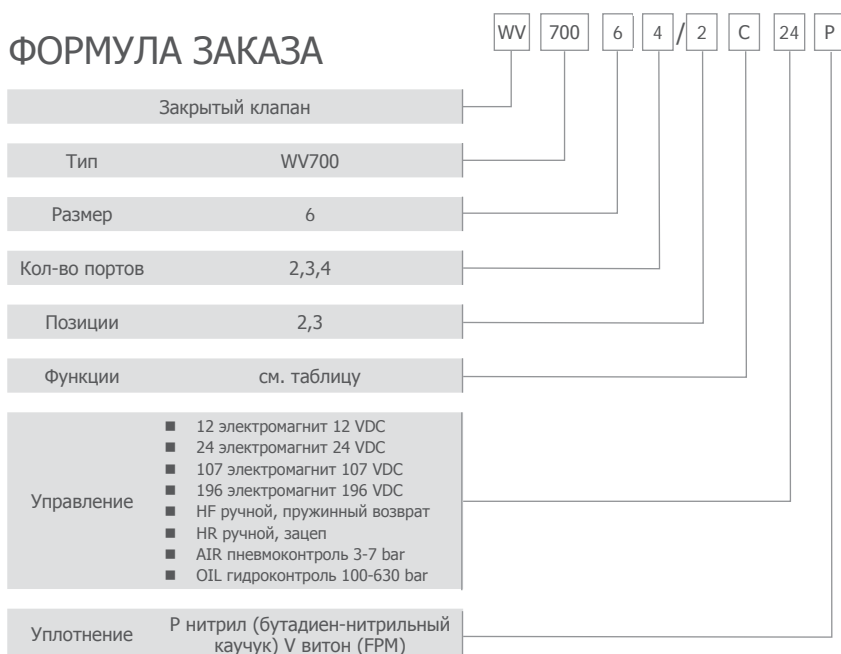 WV 700 6 4 / 2 C 24 P
ФОРМУЛА ЗАКАЗА
Закрытый клапан
Тип WV700
Размер 6
Кол-во портов 2,3,4
Позиции 2,3
Функции см. таблицу
Управление
■ 12 электромагнит 12 VDC
■ 24 электромагнит 24 VDC
■ 107 электромагнит 107 VDC
■ 196 электромагнит 196 VDC
■ HF ручной, пружинный возврат
■ HR ручной, зацеп
■ AIR пневмоконтроль 3-7 bar
■ OIL гидроконтроль 100-630 bar
Уплотнение
P нитрил (бутадиен-нитрильный
каучук) V витон (FPM)